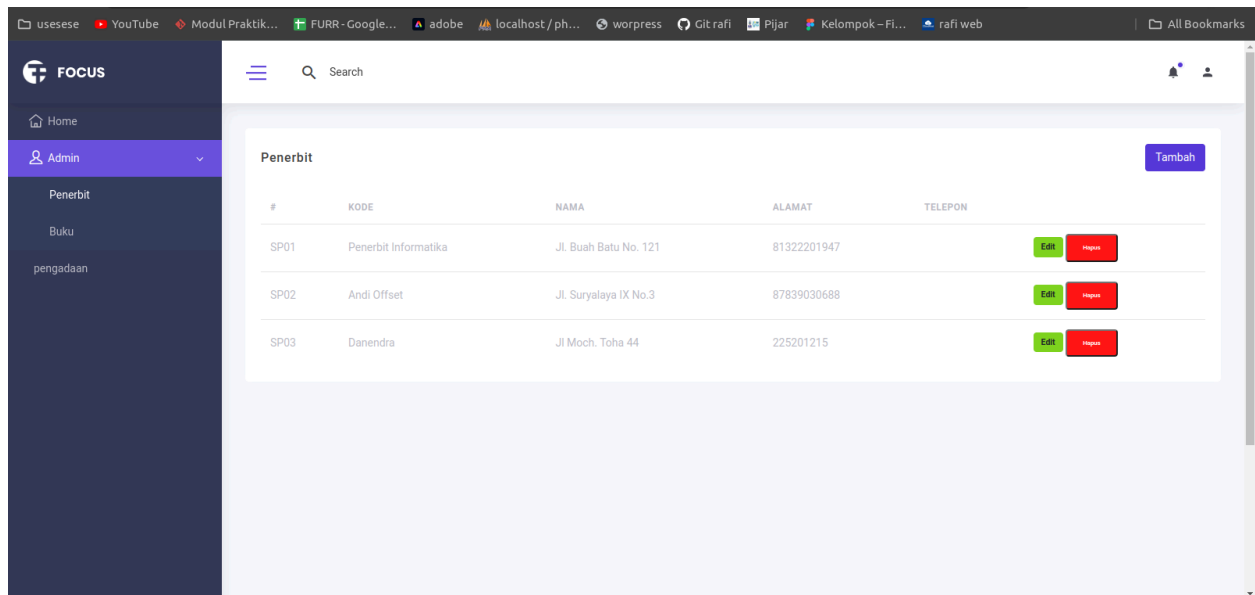 usesese YouTube Modul Praktik... FURR - Google... adobe localhost / ph... worpress Git rafi Pijar Kelompok – Fi... rafi web All Bookmarks
FOCUS Search
Home
Admin
Penerbit
Buku
pengadaan
Penerbit Tambah
# KODE NAMA ALAMAT TELEPON
SP01 Penerbit Informatika Jl. Buah Batu No. 121 81322201947 Edit Hapus
SP02 Andi Offset Jl. Suryalaya IX No.3 87839030688 Edit Hapus
SP03 Danendra Jl Moch. Toha 44 225201215 Edit Hapus